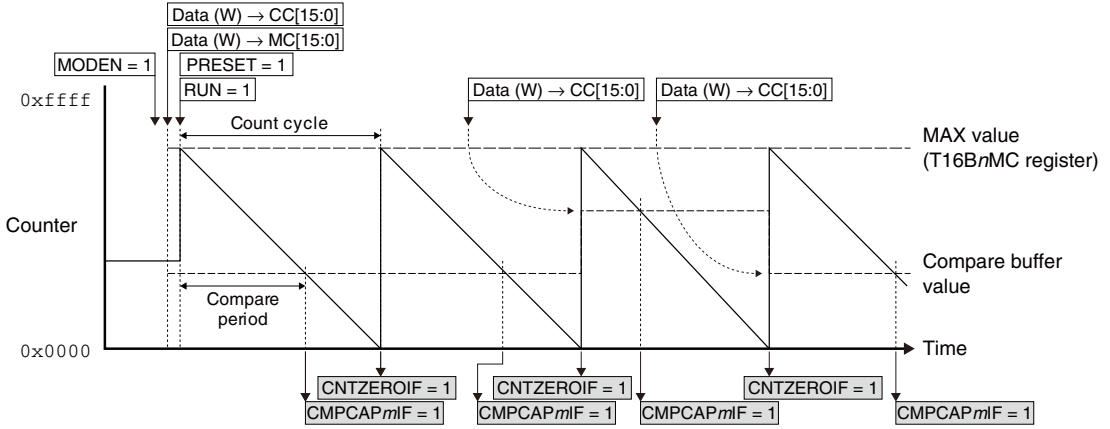 Data (W) → CC[15:0]
Data (W) → MC[15:0]
MODEN = 1
PRESET = 1
RUN = 1
Data (W) → CC[15:0]
Data (W) → CC[15:0]
0xffff
Count cycle
MAX value
(T16BnMC register)
Counter
Compare
period
Compare buffer
value
0x0000
Time
CNTZEROIF = 1
CNTZEROIF = 1
CNTZEROIF = 1
CMPCAPmIF = 1
CMPCAPmIF = 1
CMPCAPmIF = 1
CMPCAPmIF = 1